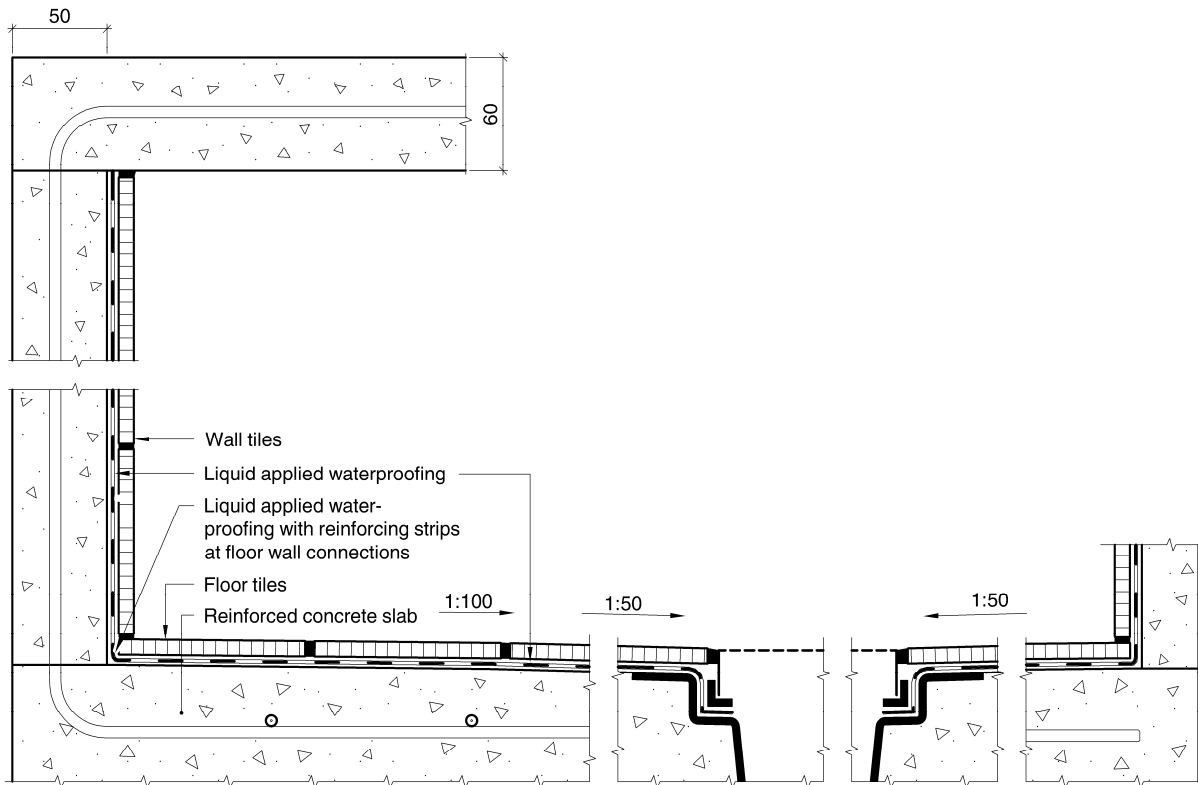 50
60
Wall tiles
Liquid applied waterproofing
Liquid applied water-
proofing with reinforcing strips
at floor wall connections
Floor tiles
Reinforced concrete slab
1:100
1:50
1:50